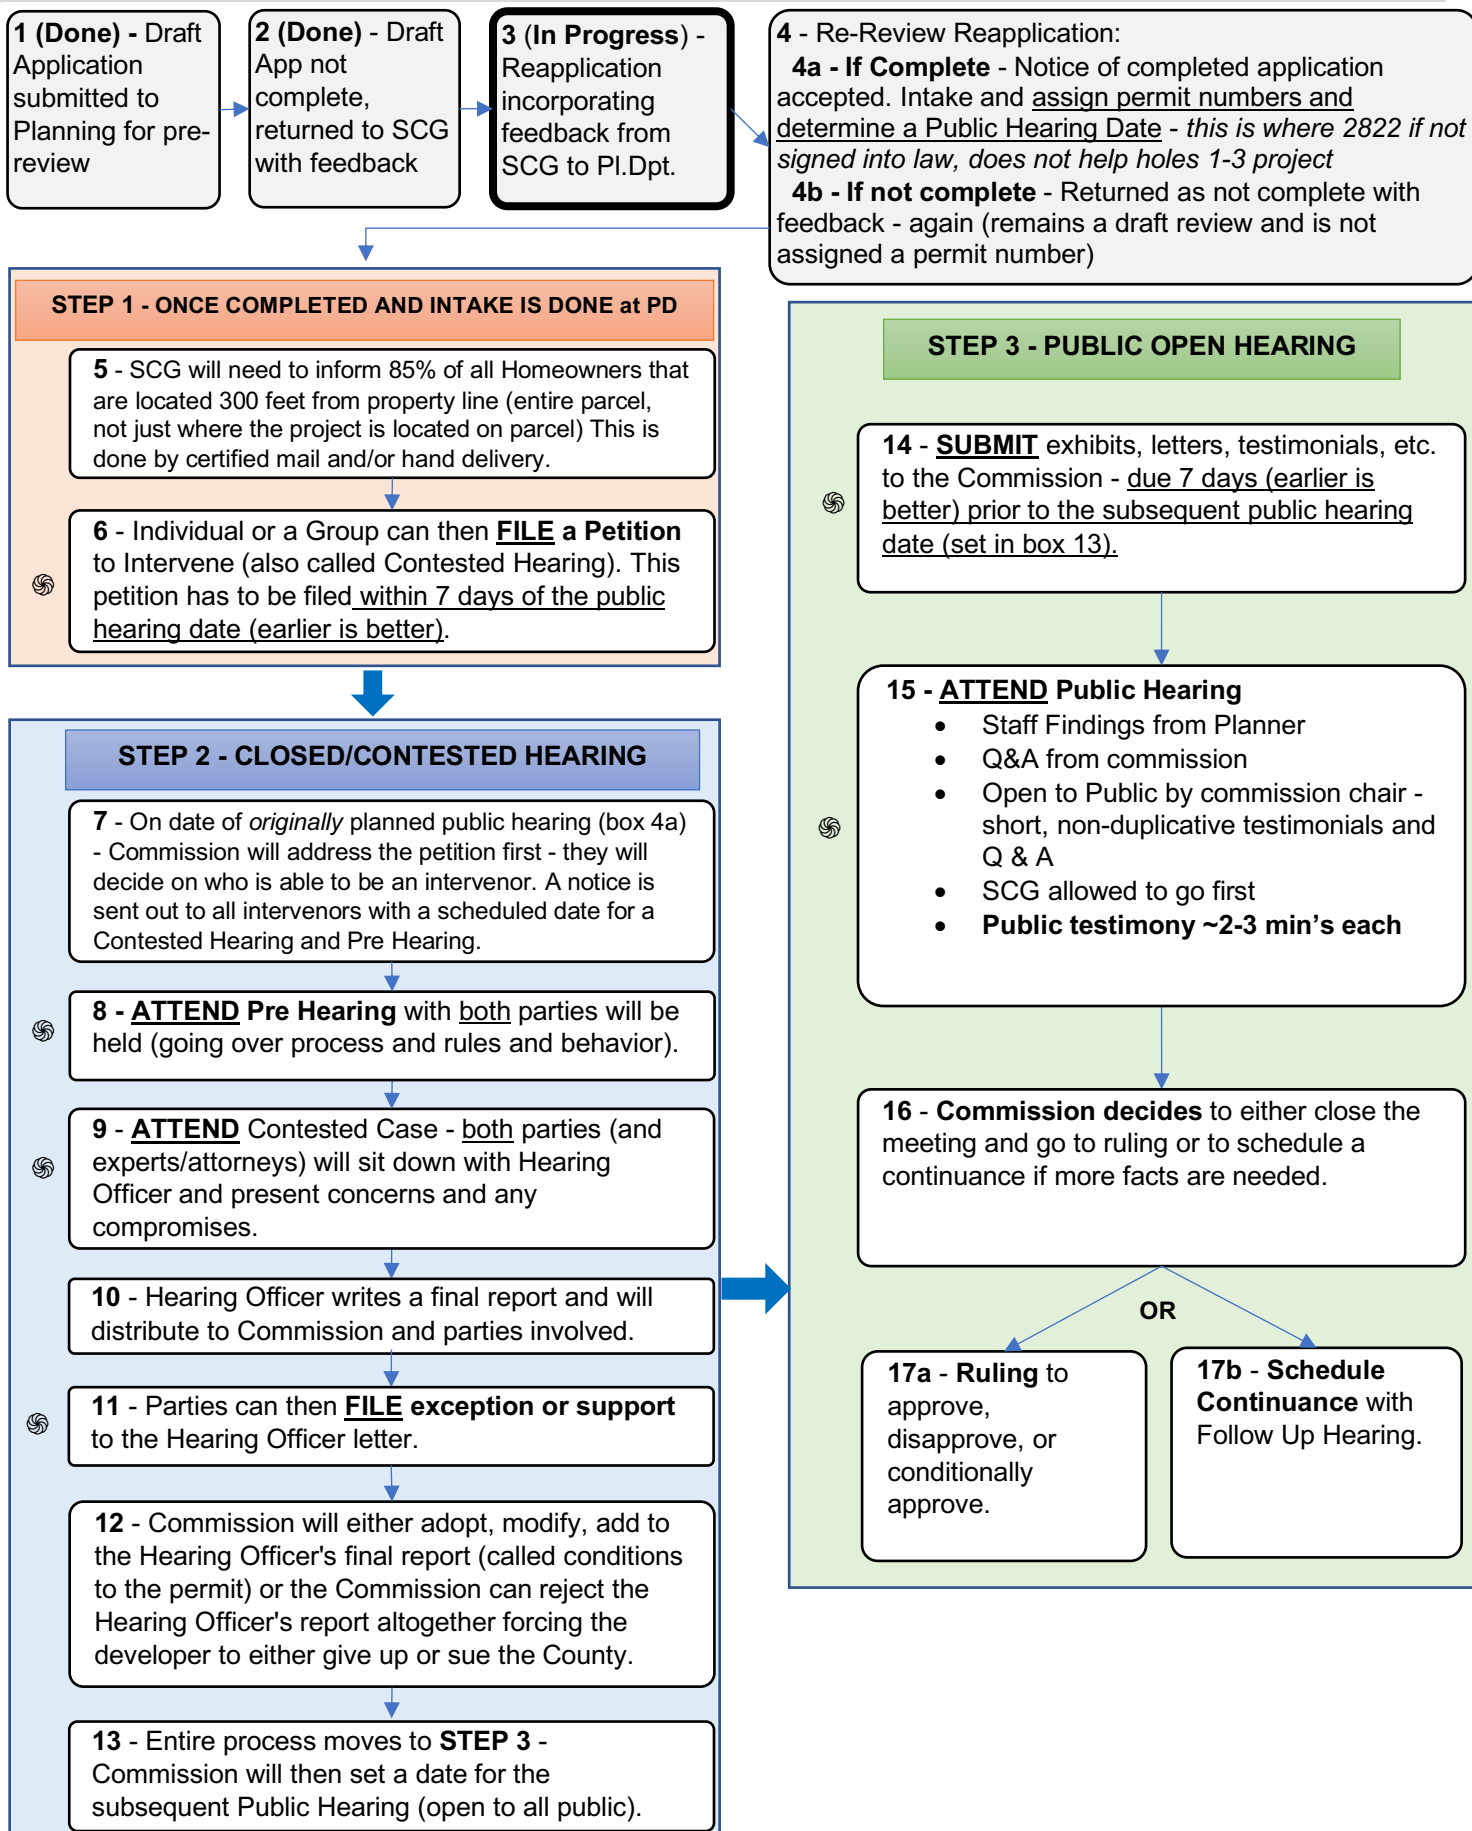 1 (Done) - Draft
Application
submitted to
Planning for pre-
review
2 (Done) - Draft
App not
complete,
returned to SCG
with feedback
3 (In Progress) -
Reapplication
incorporating
feedback from
SCG to Pl.Dpt.
4 - Re-Review Reapplication:
4a - If Complete - Notice of completed application
accepted. Intake and assign permit numbers and
determine a Public Hearing Date - this is where 2822 if not
signed into law, does not help holes 1-3 project
4b - If not complete - Returned as not complete with
feedback - again (remains a draft review and is not
assigned a permit number)
STEP 1 - ONCE COMPLETED AND INTAKE IS DONE at PD
5 - SCG will need to inform 85% of all Homeowners that
are located 300 feet from property line (entire parcel,
not just where the project is located on parcel) This is
done by certified mail and/or hand delivery.
6 - Individual or a Group can then FILE a Petition
to Intervene (also called Contested Hearing). This
petition has to be filed within 7 days of the public
hearing date (earlier is better).
STEP 2 - CLOSED/CONTESTED HEARING
7 - On date of originally planned public hearing (box 4a)
- Commission will address the petition first - they will
decide on who is able to be an intervenor. A notice is
sent out to all intervenors with a scheduled date for a
Contested Hearing and Pre Hearing.
8 - ATTEND Pre Hearing with both parties will be
held (going over process and rules and behavior).
9 - ATTEND Contested Case - both parties (and
experts/attorneys) will sit down with Hearing
Officer and present concerns and any
compromises.
10 - Hearing Officer writes a final report and will
distribute to Commission and parties involved.
11 - Parties can then FILE exception or support
to the Hearing Officer letter.
12 - Commission will either adopt, modify, add to
the Hearing Officer's final report (called conditions
to the permit) or the Commission can reject the
Hearing Officer's report altogether forcing the
developer to either give up or sue the County.
13 - Entire process moves to STEP 3 -
Commission will then set a date for the
subsequent Public Hearing (open to all public).
STEP 3 - PUBLIC OPEN HEARING
14 - SUBMIT exhibits, letters, testimonials, etc.
to the Commission - due 7 days (earlier is
better) prior to the subsequent public hearing
date (set in box 13).
15 - ATTEND Public Hearing
• Staff Findings from Planner
• Q&A from commission
• Open to Public by commission chair -
short, non-duplicative testimonials and
Q & A
• SCG allowed to go first
• Public testimony ~2-3 min's each
16 - Commission decides to either close the
meeting and go to ruling or to schedule a
continuance if more facts are needed.
OR
17a - Ruling to
approve,
disapprove, or
conditionally
approve.
17b - Schedule
Continuance with
Follow Up Hearing.